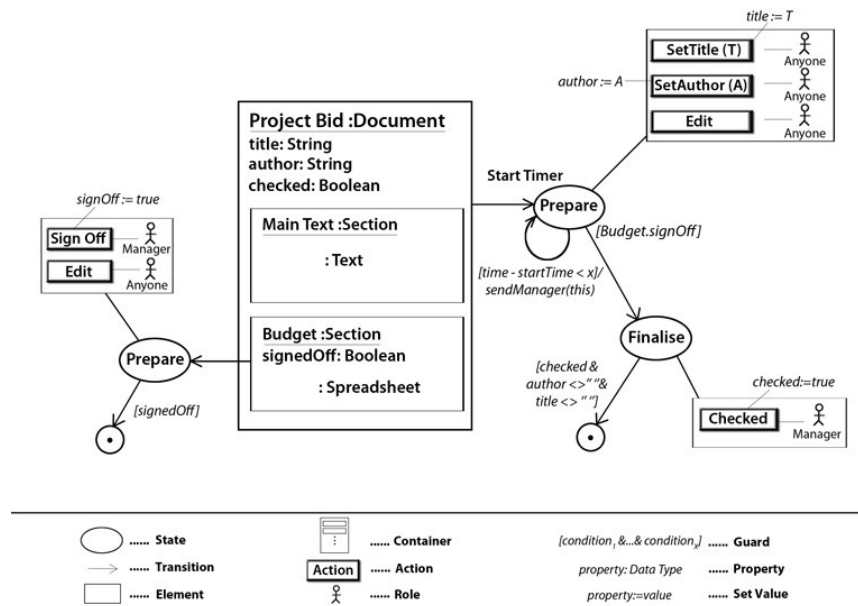 title := T
SetTitle (T)
Anyone
author := A
SetAuthor (A)
Anyone
Edit
Anyone
Project Bid :Document
title: String
author: String
checked: Boolean
Main Text :Section
: Text
Budget :Section
signedOff: Boolean
: Spreadsheet
signOff := true
Sign Off
Manager
Edit
Anyone
Prepare
[signedOff]
Start Timer
Prepare
[Budget.signOff]
[time - startTime < x]/
sendManager(this)
Finalise
[checked &
author <>" "&
title <> " "]
checked:=true
Checked
Manager
...... State
...... Transition
...... Element
...... Container
Action ...... Action
...... Role
[condition₁ &...& conditionₓ] ...... Guard
property: Data Type ...... Property
property:=value ...... Set Value